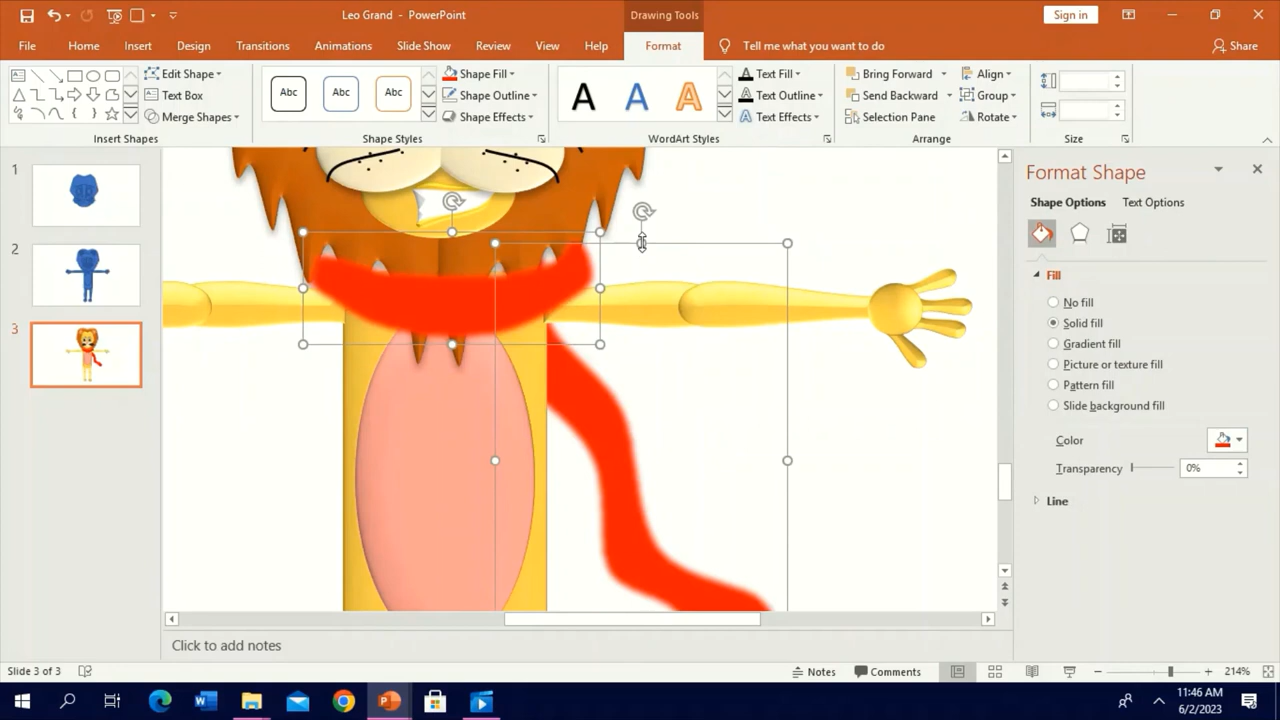 Leo Grand - PowerPoint
Drawing Tools
Sign in
File
Home
Insert
Design
Transitions
Animations
Slide Show
Review
View
Help
Format
Tell me what you want to do
Share
Edit Shape
Text Box
Merge Shapes
Insert Shapes
Abc
Abc
Abc
Shape Fill
Shape Outline
Shape Effects
Shape Styles
A
A
A
Text Fill
Text Outline
Text Effects
WordArt Styles
Bring Forward
Send Backward
Selection Pane
Align
Group
Rotate
Arrange
Size
1
2
3
Format Shape
Shape Options
Text Options
Fill
No fill
Solid fill
Gradient fill
Picture or texture fill
Pattern fill
Slide background fill
Color
Transparency
0%
Line
Click to add notes
Slide 3 of 3
Notes
Comments
214%
11:46 AM
6/2/2023